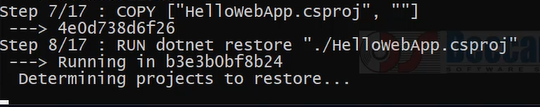 Step 7/17 : COPY ["HelloWebApp.csproj", ""]
 ---> 4e0d738d6f26
Step 8/17 : RUN dotnet restore "./HelloWebApp.csproj"
 ---> Running in b3e3b0bf8b24
  Determining projects to restore...